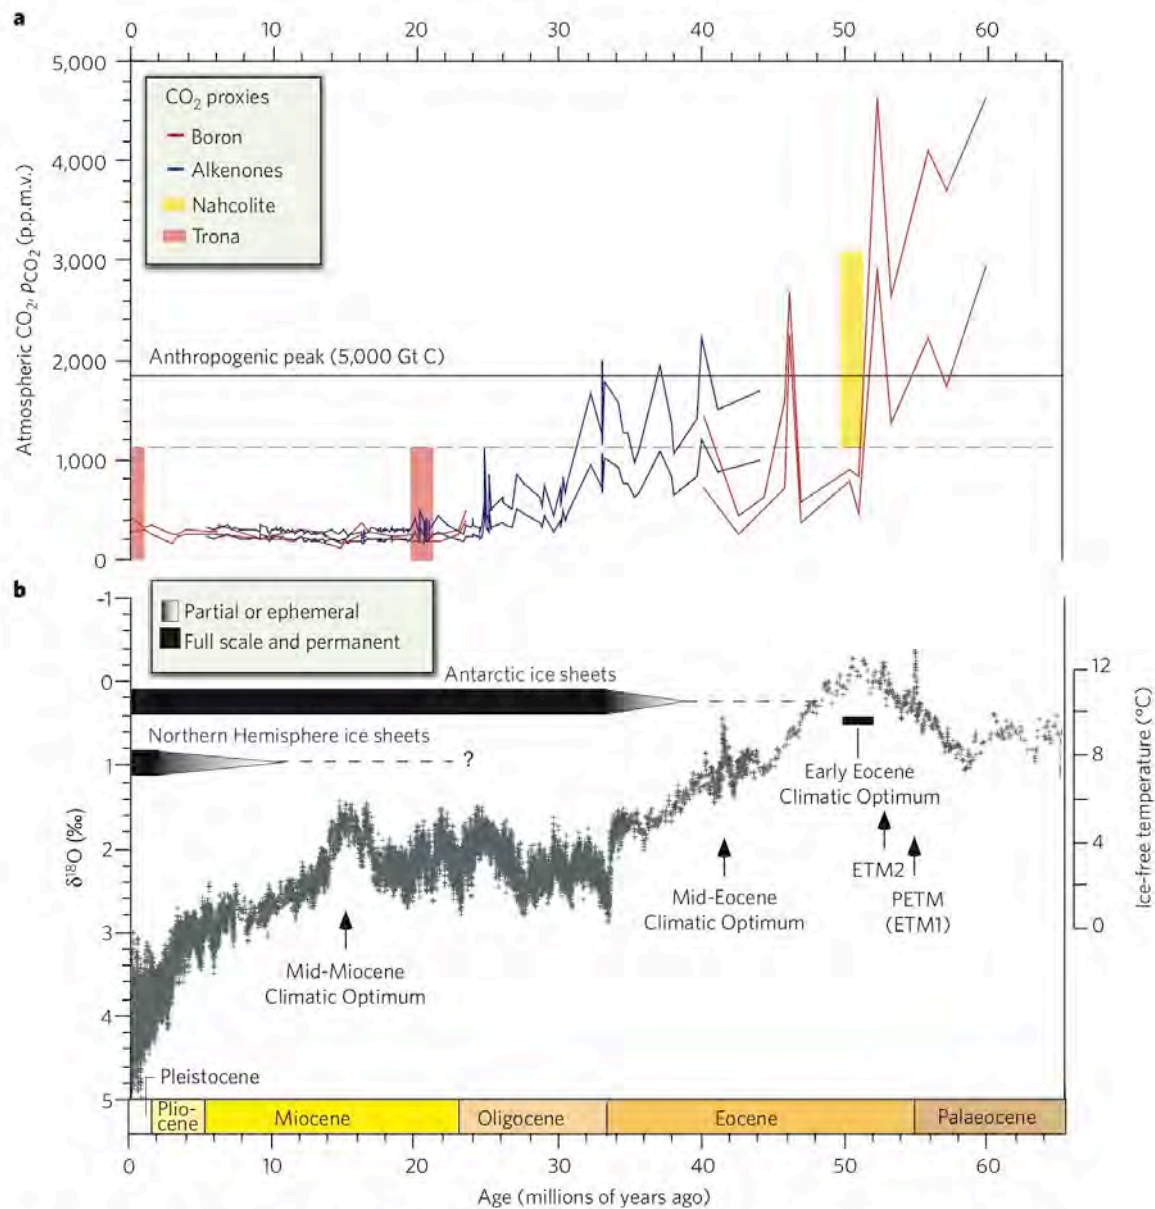 a
0 10 20 30 40 50 60
5,000
4,000
3,000
2,000
1,000
0
Atmospheric CO₂, pCO₂ (p.p.m.v.)
CO₂ proxies
Boron
Alkenones
Nahcolite
Trona
Anthropogenic peak (5,000 Gt C)
b
-1
0
1
2
3
4
5
δ¹⁸O (‰)
Partial or ephemeral
Full scale and permanent
Antarctic ice sheets
Northern Hemisphere ice sheets
?
Early Eocene
Climatic Optimum
ETM2
PETM
(ETM1)
Mid-Eocene
Climatic Optimum
Mid-Miocene
Climatic Optimum
12
8
4
0
Ice-free temperature (°C)
Pleistocene
Plio-
cene
Miocene
Oligocene
Eocene
Palaeocene
0 10 20 30 40 50 60
Age (millions of years ago)